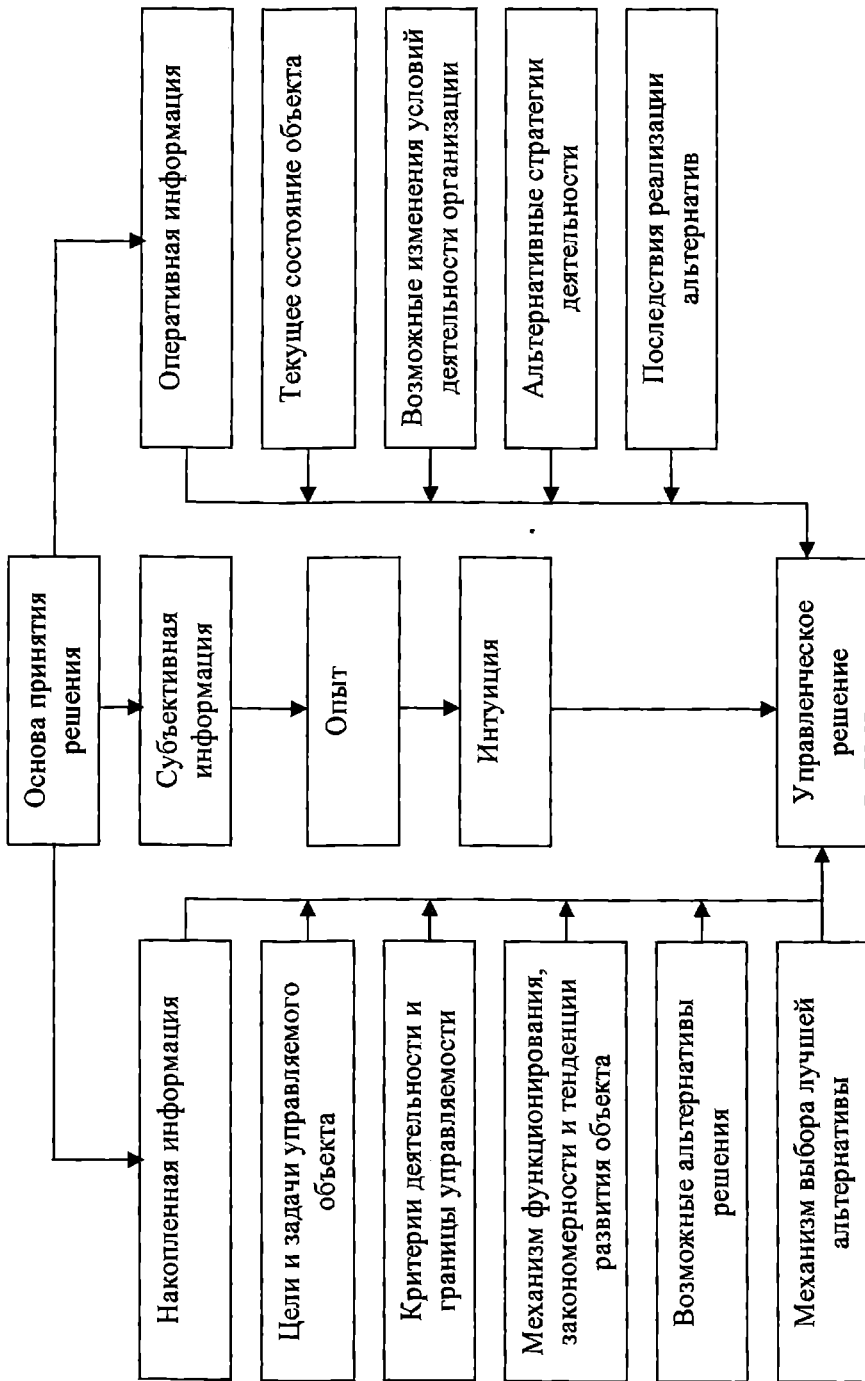 Основа принятия
решения
Накопленная информация
Цели и задачи управляемого
объекта
Критерии деятельности и
границы управляемости
Механизм функционирования,
закономерности и тенденции
развития объекта
Возможные альтернативы
решения
Механизм выбора лучшей
альтернативы
Субъективная
информация
Опыт
Интуиция
Управленческое
решение
Оперативная информация
Текущее состояние объекта
Возможные изменения условий
деятельности организации
Альтернативные стратегии
деятельности
Последствия реализации
альтернатив